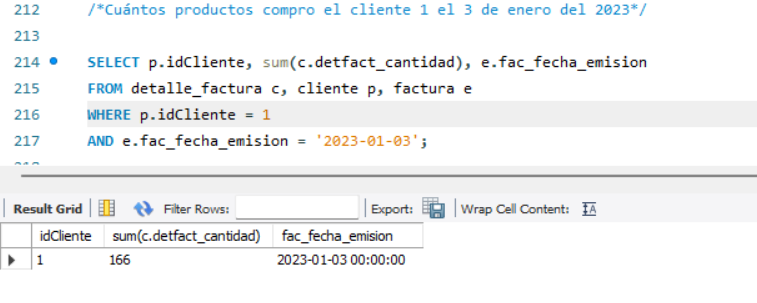 212 /*Cuántos productos compro el cliente 1 el 3 de enero del 2023*/
213
214 SELECT p.idCliente, sum(c.detfact_cantidad), e.fac_fecha_emision
215 FROM detalle_factura c, cliente p, factura e
216 WHERE p.idCliente = 1
217 AND e.fac_fecha_emision = '2023-01-03';
Result Grid Filter Rows: Export: Wrap Cell Content: IA
idCliente sum(c.detfact_cantidad) fac_fecha_emision
1 166 2023-01-03 00:00:00